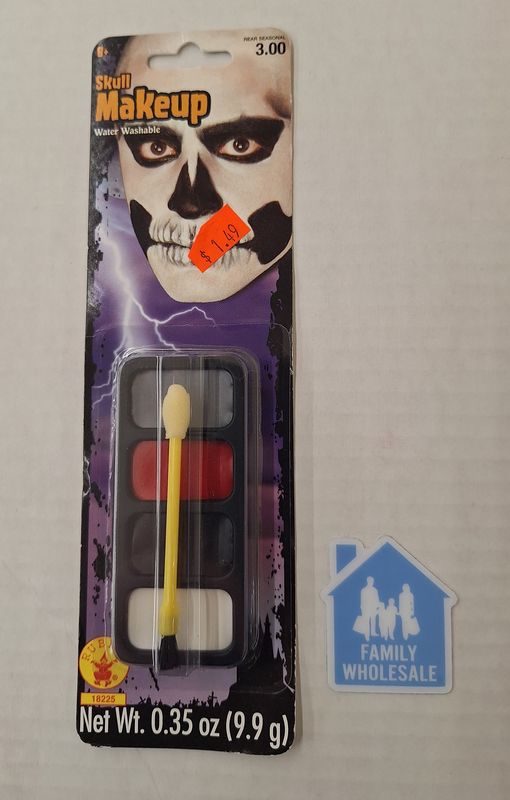 8+
REAR SEASONAL
3.00
Skull
Makeup
Water Washable
$ 1.49
RUBIE'S
®
18225
Net Wt. 0.35 oz (9.9 g)
FAMILY
WHOLESALE